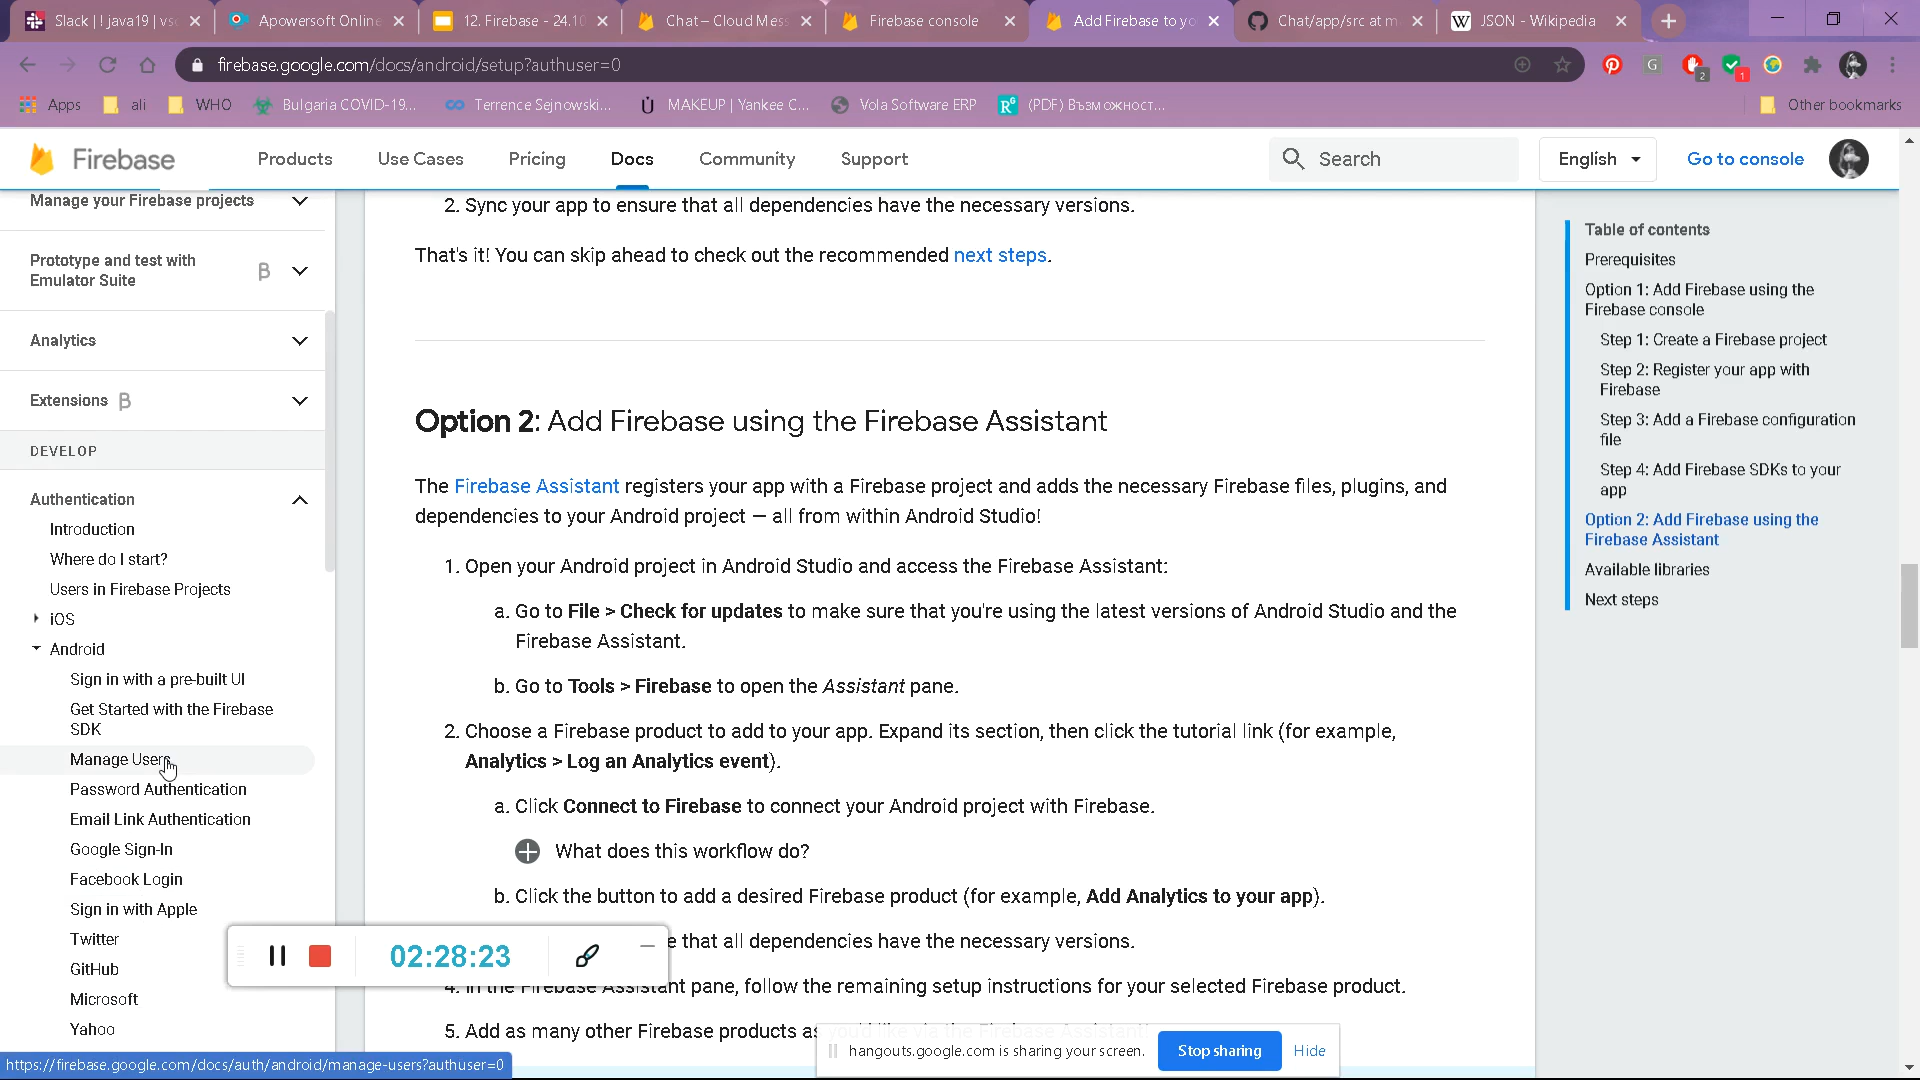 Slack | ! java19 | vsc
Apowersoft Online
12. Firebase - 24.10
Chat – Cloud Mess
Firebase console
Add Firebase to yo
Chat/app/src at m
JSON - Wikipedia
firebase.google.com/docs/android/setup?authuser=0
G
2
1
Apps
ali
WHO
Bulgaria COVID-19...
Terrence Sejnowski...
MAKEUP | Yankee C...
Vola Software ERP
(PDF) Възможност...
Other bookmarks
Firebase
Products
Use Cases
Pricing
Docs
Community
Support
Search
English
Go to console
Manage your Firebase projects
Prototype and test with
Emulator Suite
Analytics
Extensions
DEVELOP
Authentication
Introduction
Where do I start?
Users in Firebase Projects
iOS
Android
Sign in with a pre-built UI
Get Started with the Firebase
SDK
Manage Users
Password Authentication
Email Link Authentication
Google Sign-In
Facebook Login
Sign in with Apple
Twitter
GitHub
Microsoft
Yahoo
https://firebase.google.com/docs/auth/android/manage-users?authuser=0
2. Sync your app to ensure that all dependencies have the necessary versions.
That's it! You can skip ahead to check out the recommended next steps.
Option 2: Add Firebase using the Firebase Assistant
The Firebase Assistant registers your app with a Firebase project and adds the necessary Firebase files, plugins, and
dependencies to your Android project — all from within Android Studio!
1. Open your Android project in Android Studio and access the Firebase Assistant:
a. Go to File > Check for updates to make sure that you're using the latest versions of Android Studio and the
Firebase Assistant.
b. Go to Tools > Firebase to open the Assistant pane.
2. Choose a Firebase product to add to your app. Expand its section, then click the tutorial link (for example,
Analytics > Log an Analytics event).
a. Click Connect to Firebase to connect your Android project with Firebase.
What does this workflow do?
b. Click the button to add a desired Firebase product (for example, Add Analytics to your app).
e that all dependencies have the necessary versions.
4. In the Firebase Assistant pane, follow the remaining setup instructions for your selected Firebase product.
5. Add as many other Firebase products as you'd like via the Firebase Assistant!
02:28:23
hangouts.google.com is sharing your screen.
Stop sharing
Hide
Table of contents
Prerequisites
Option 1: Add Firebase using the
Firebase console
Step 1: Create a Firebase project
Step 2: Register your app with
Firebase
Step 3: Add a Firebase configuration
file
Step 4: Add Firebase SDKs to your
app
Option 2: Add Firebase using the
Firebase Assistant
Available libraries
Next steps